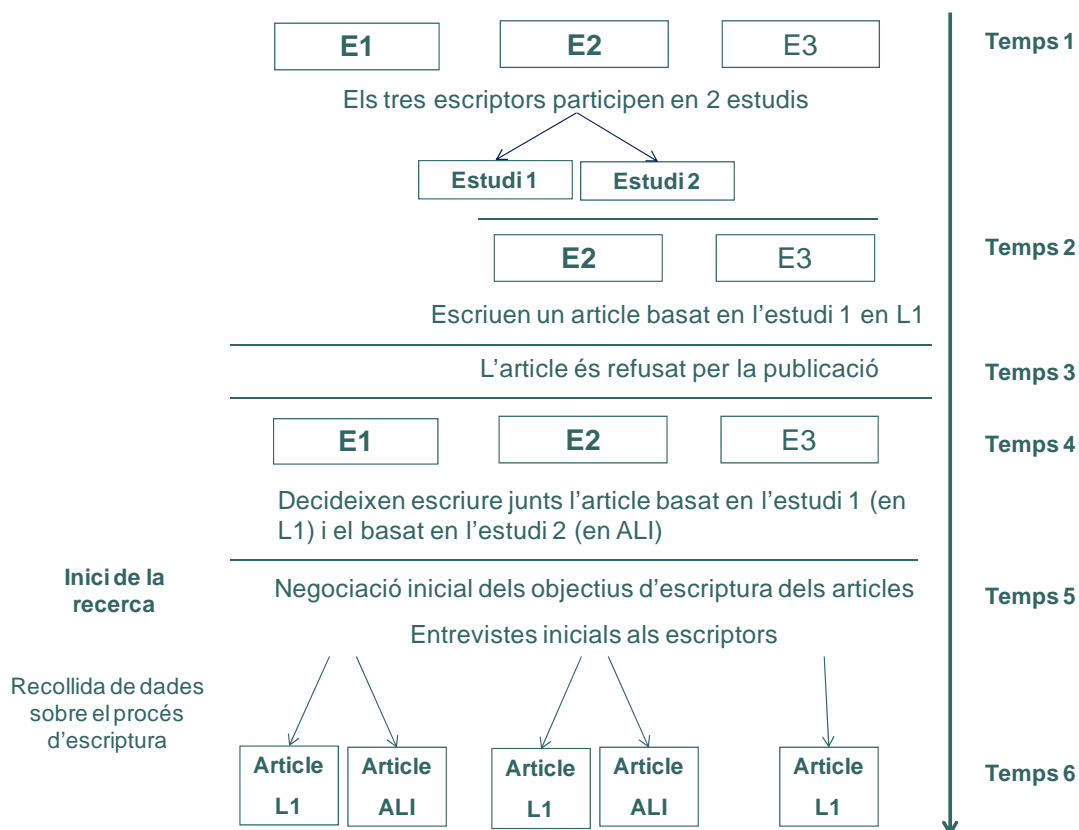 E1 E2 E3 Temps 1
Els tres escriptors participen en 2 estudis
Estudi 1 Estudi 2
E2 E3 Temps 2
Escriuen un article basat en l’estudi 1 en L1
L’article és refusat per la publicació Temps 3
E1 E2 E3 Temps 4
Decideixen escriure junts l’article basat en l’estudi 1 (en
L1) i el basat en l’estudi 2 (en ALI)
Inici de la
recerca
Negociació inicial dels objectius d’escriptura dels articles
Temps 5
Entrevistes inicials als escriptors
Recollida de dades
sobre el procés
d’escriptura
Article Article Article Article Article
L1 ALI L1 ALI L1
Temps 6